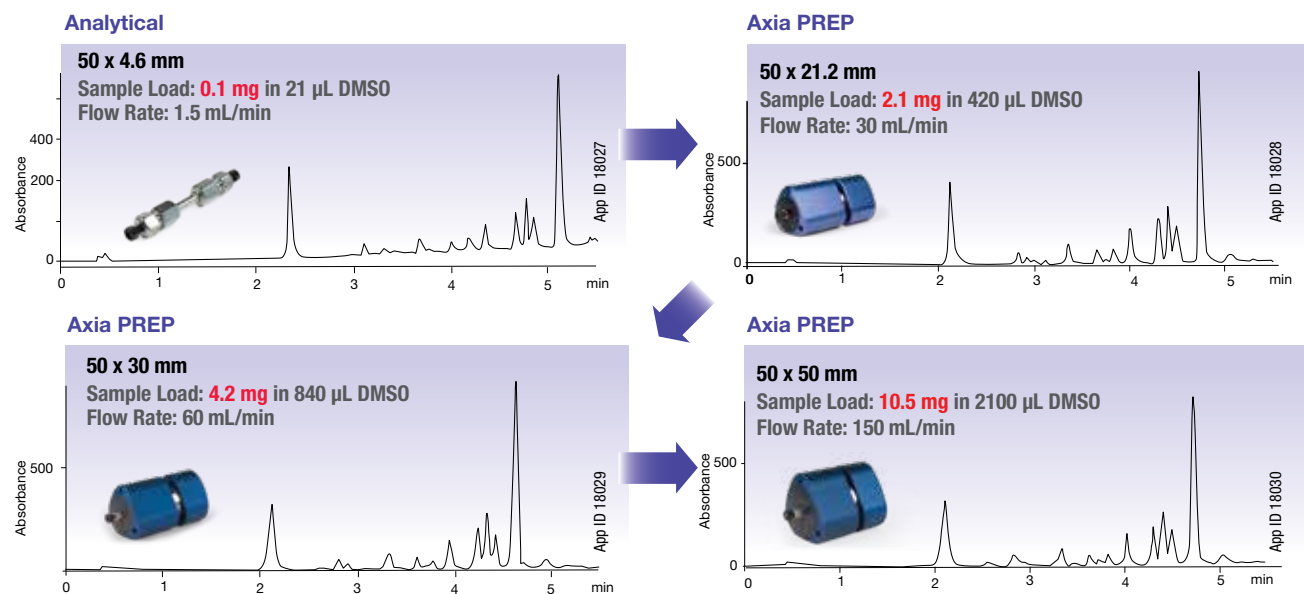 Analytical
50 x 4.6 mm
Sample Load: 0.1 mg in 21 µL DMSO
Flow Rate: 1.5 mL/min
Absorbance
400
200
0
App ID 18027
0 1 2 3 4 5 min
Axia PREP
50 x 21.2 mm
Sample Load: 2.1 mg in 420 µL DMSO
Flow Rate: 30 mL/min
Absorbance
500
0
App ID 18028
0 1 2 3 4 5 min
Axia PREP
50 x 30 mm
Sample Load: 4.2 mg in 840 µL DMSO
Flow Rate: 60 mL/min
Absorbance
500
App ID 18029
0 1 2 3 4 5 min
Axia PREP
50 x 50 mm
Sample Load: 10.5 mg in 2100 µL DMSO
Flow Rate: 150 mL/min
Absorbance
500
0
App ID 18030
0 1 2 3 4 5 min